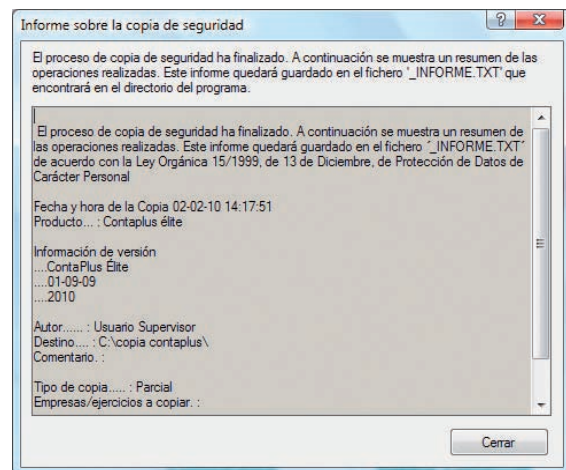 Informe sobre la copia de seguridad
El proceso de copia de seguridad ha finalizado. A continuación se muestra un resumen de las
operaciones realizadas. Este informe quedará guardado en el fichero '_INFORME.TXT' que
encontrará en el directorio del programa.
El proceso de copia de seguridad ha finalizado. A continuación se muestra un resumen de
las operaciones realizadas. Este informe quedará guardado en el fichero ´_INFORME.TXT´
de acuerdo con la Ley Orgánica 15/1999, de 13 de Diciembre, de Protección de Datos de
Carácter Personal
Fecha y hora de la Copia 02-02-10 14:17:51
Producto... : Contaplus élite
Información de versión
....ContaPlus Élite
....01-09-09
....2010
Autor...... : Usuario Supervisor
Destino.... : C:\copia contaplus\
Comentario. :
Tipo de copia..... : Parcial
Empresas/ejercicios a copiar. :
Cerrar